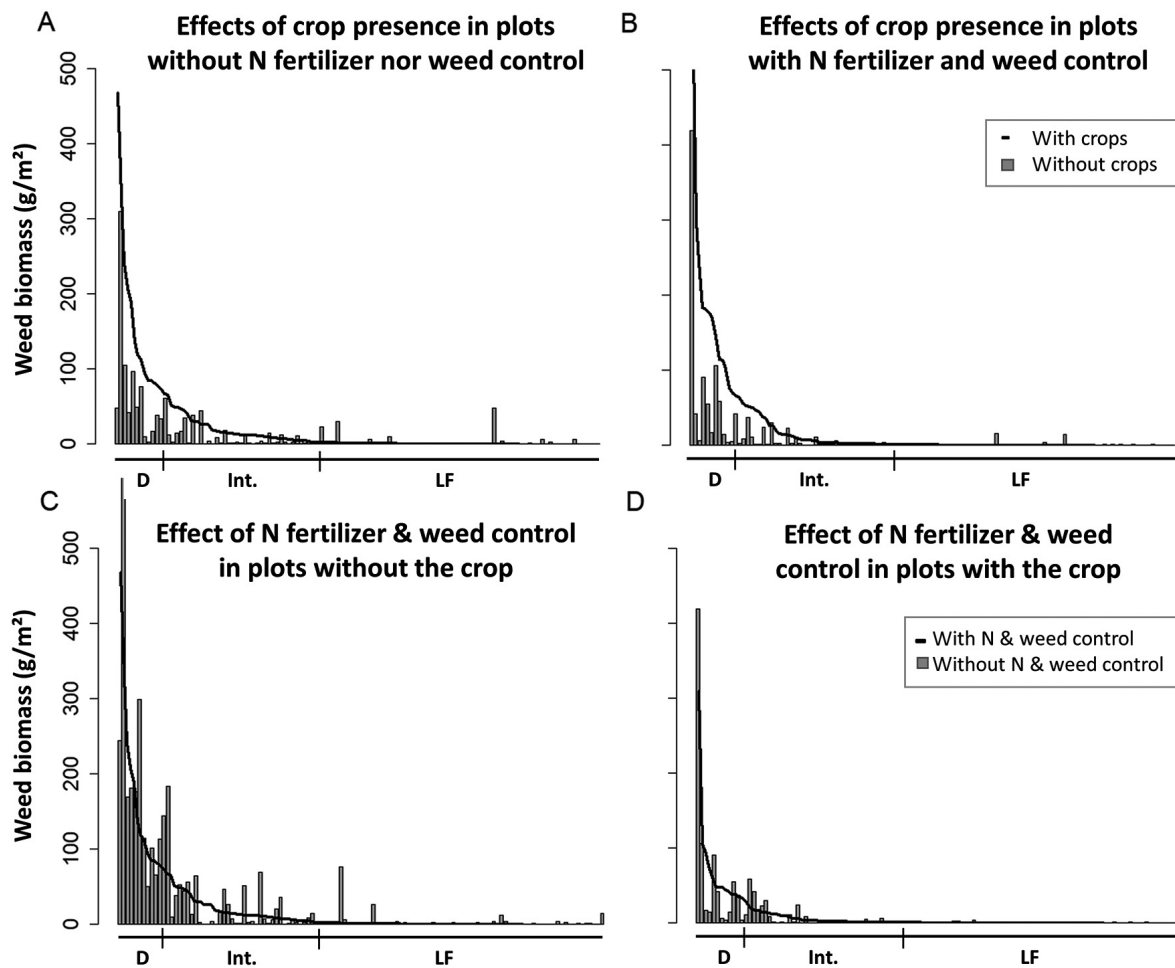 A
Effects of crop presence in plots
without N fertilizer nor weed control
B
Effects of crop presence in plots
with N fertilizer and weed control
Weed biomass (g/m²)
500
400
300
200
100
0
With crops
Without crops
D
Int.
LF
D
Int.
LF
C
Effect of N fertilizer & weed control
in plots without the crop
D
Effect of N fertilizer & weed
control in plots with the crop
Weed biomass (g/m²)
500
400
300
200
100
0
With N & weed control
Without N & weed control
D
Int.
LF
D
Int.
LF